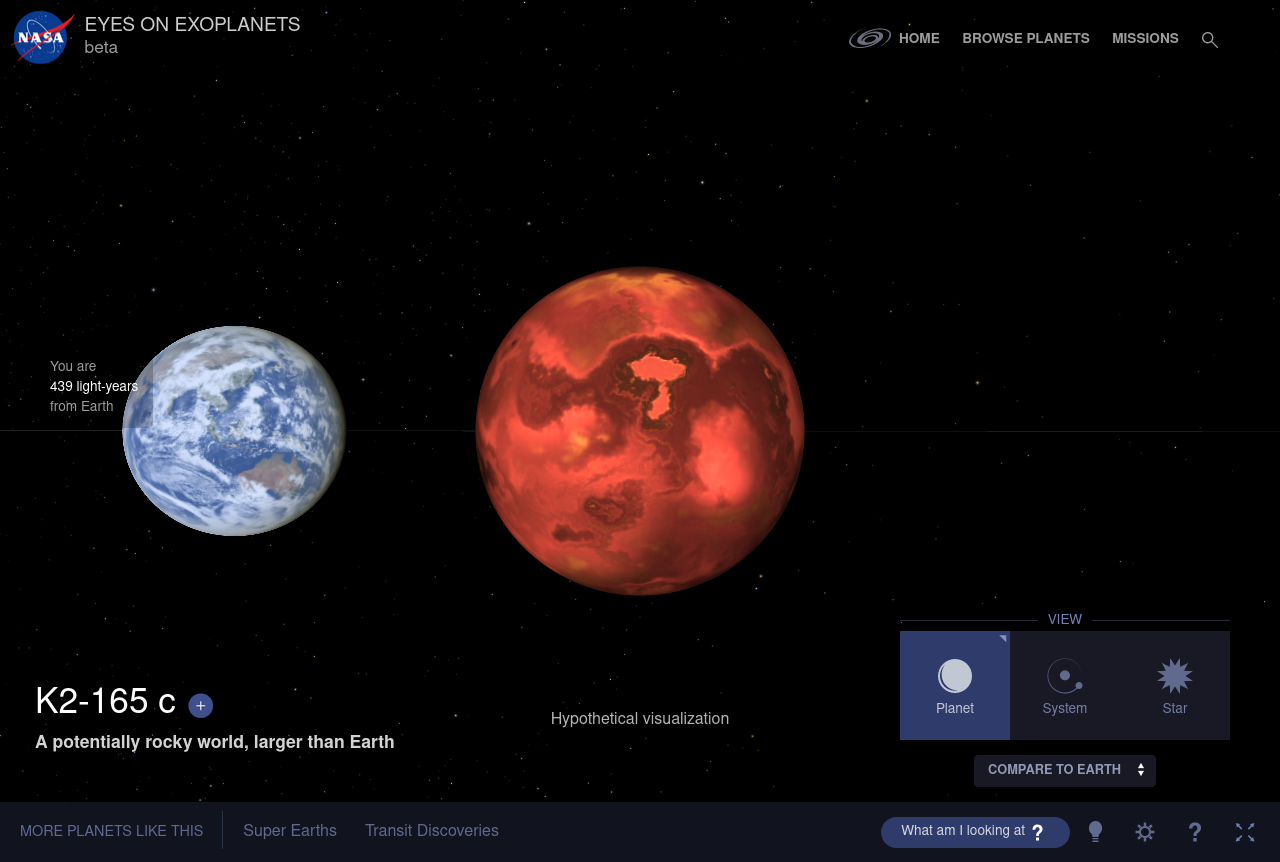 NASA
EYES ON EXOPLANETS
beta
HOME
BROWSE PLANETS
MISSIONS
You are
439 light-years
from Earth
VIEW
Planet
System
Star
K2-165 c +
A potentially rocky world, larger than Earth
Hypothetical visualization
COMPARE TO EARTH
MORE PLANETS LIKE THIS
Super Earths
Transit Discoveries
What am I looking at ?
?